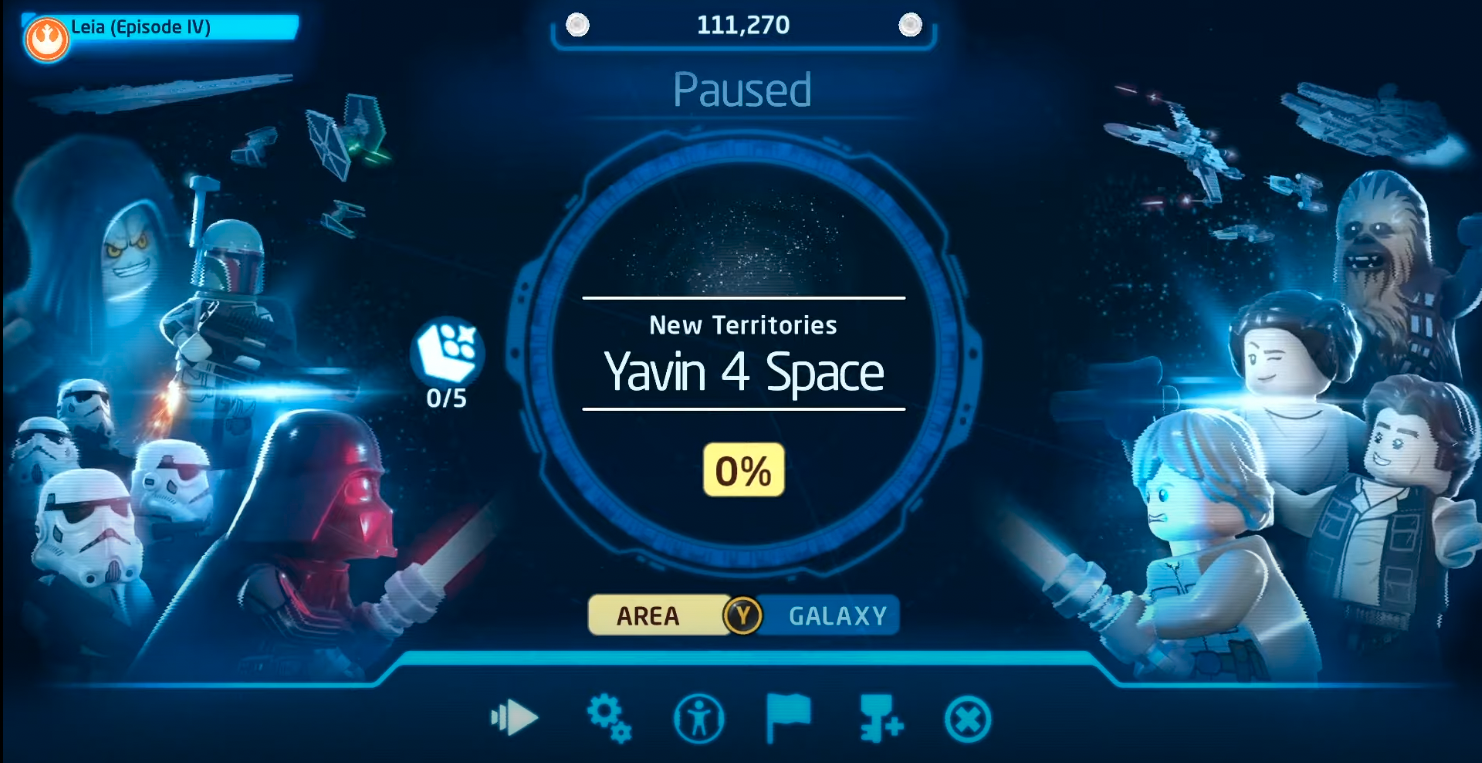 Leia (Episode IV)
111,270
Paused
New Territories
Yavin 4 Space
0/5
0%
AREA Y GALAXY